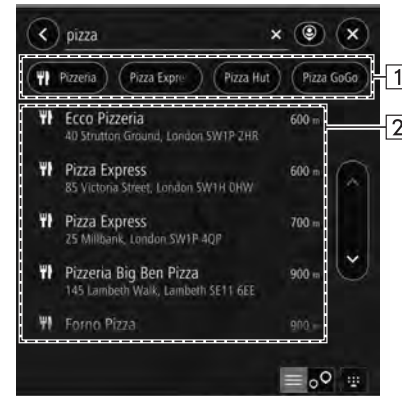 pizza
Pizzeria Pizza Expre Pizza Hut Pizza GoGo 1
Ecco Pizzeria 600 m 2
40 Strutton Ground, London SW1P 2HR
Pizza Express 600 m
85 Victoria Street, London SW1H 0HW
Pizza Express 700 m
25 Millbank, London SW1P 4QP
Pizzeria Big Ben Pizza 900 m
145 Lambeth Walk, Lambeth SE11 6EE
Forno Pizza 900 m